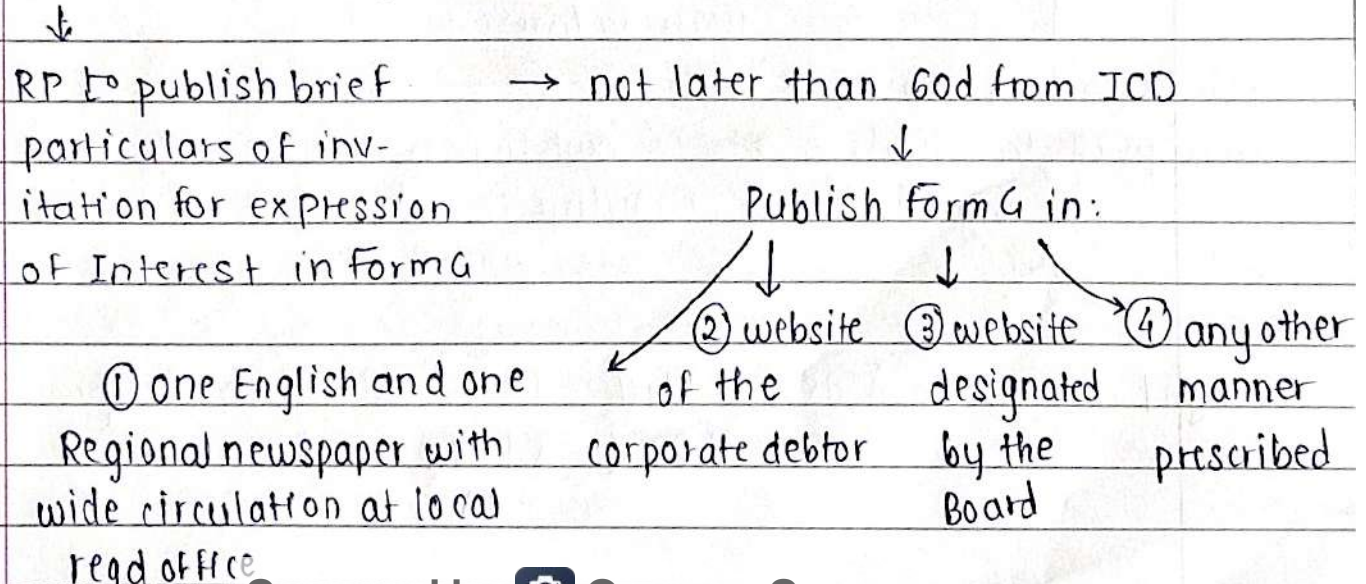 ↓
RP to publish brief → not later than 60d from ICD
particulars of inv- ↓
itation for expression Publish Form G in:
of Interest in Form G
② website ③ website ④ any other
① one English and one of the designated manner
Regional newspaper with corporate debtor by the prescribed
wide circulation at local Board
regd office